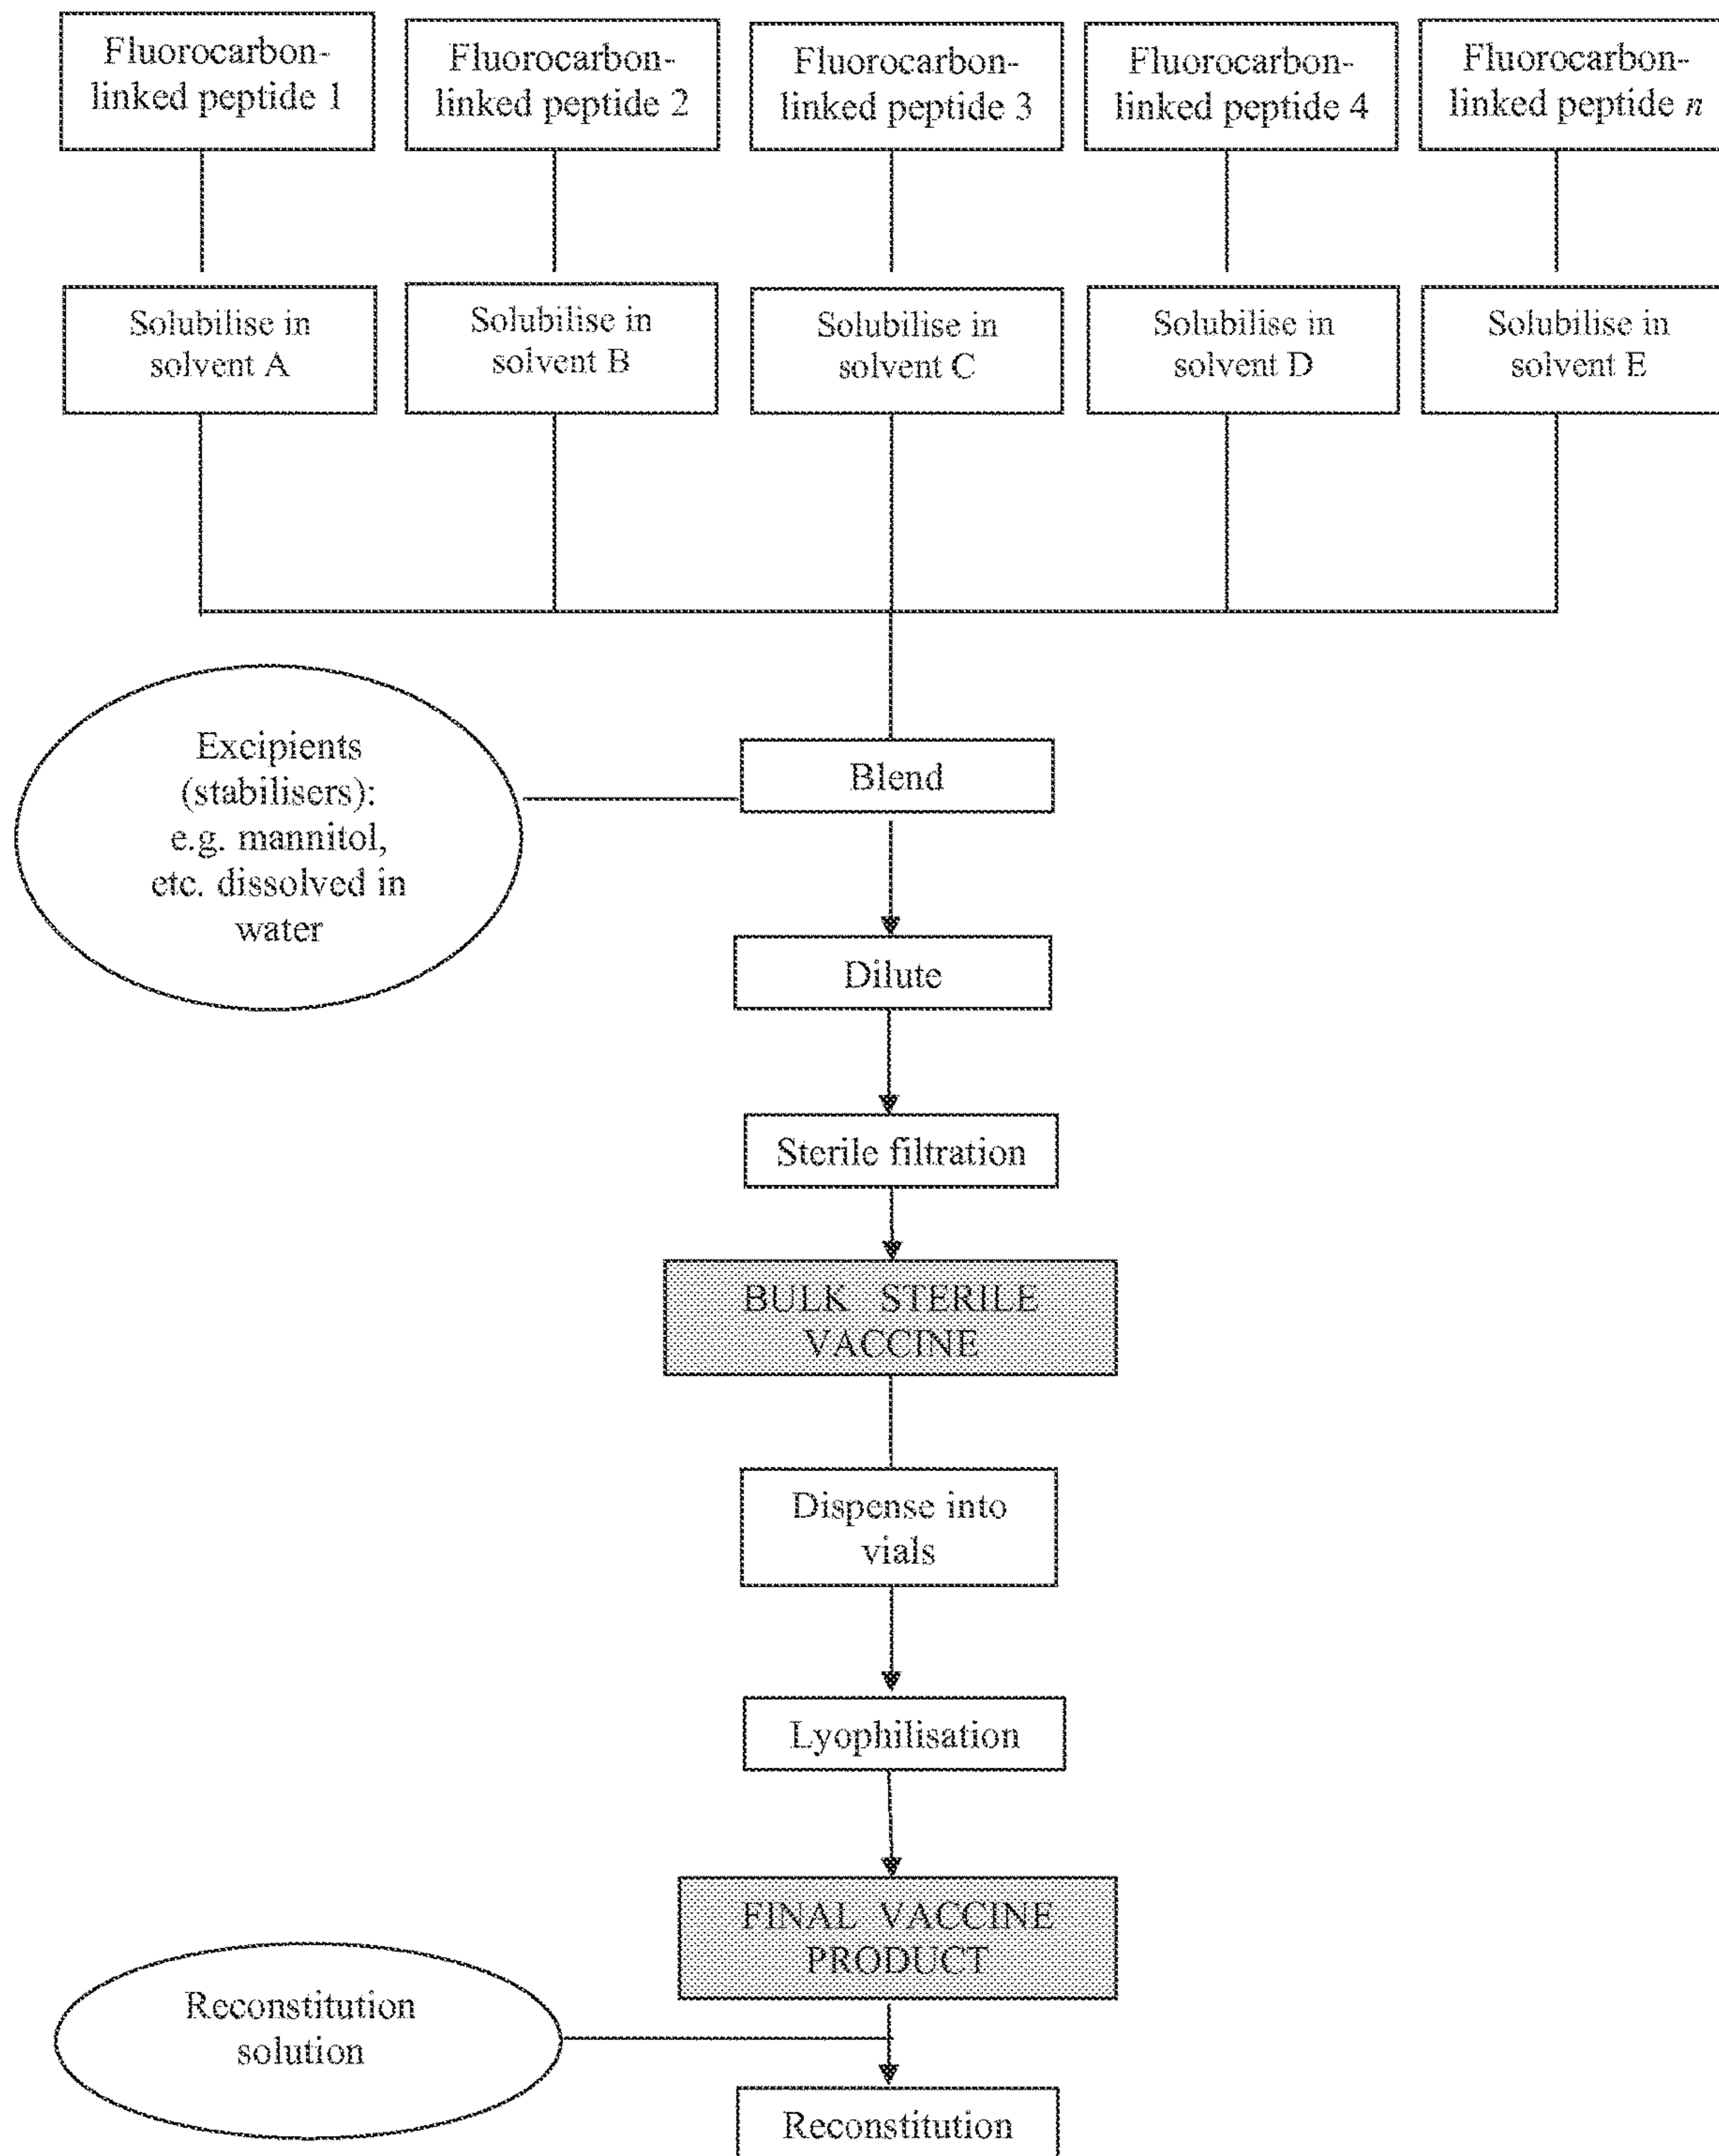 Fluorocarbon-
linked peptide 1
Fluorocarbon-
linked peptide 2
Fluorocarbon-
linked peptide 3
Fluorocarbon-
linked peptide 4
Fluorocarbon-
linked peptide n
Solubilise in
solvent A
Solubilise in
solvent B
Solubilise in
solvent C
Solubilise in
solvent D
Solubilise in
solvent E
Excipients
(stabilisers):
e.g. mannitol,
etc. dissolved in
water
Blend
Dilute
Sterile filtration
BULK STERILE
VACCINE
Dispense into
vials
Lyophilisation
FINAL VACCINE
PRODUCT
Reconstitution
solution
Reconstitution